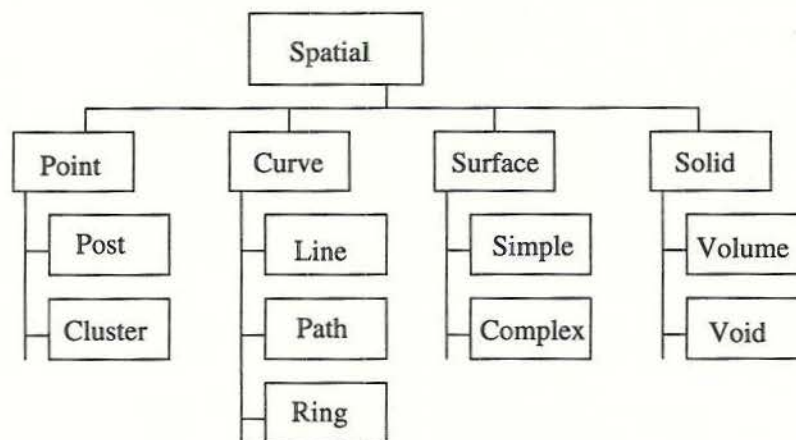 Spatial
Point
Curve
Surface
Solid
Post
Line
Simple
Volume
Cluster
Path
Complex
Void
Ring